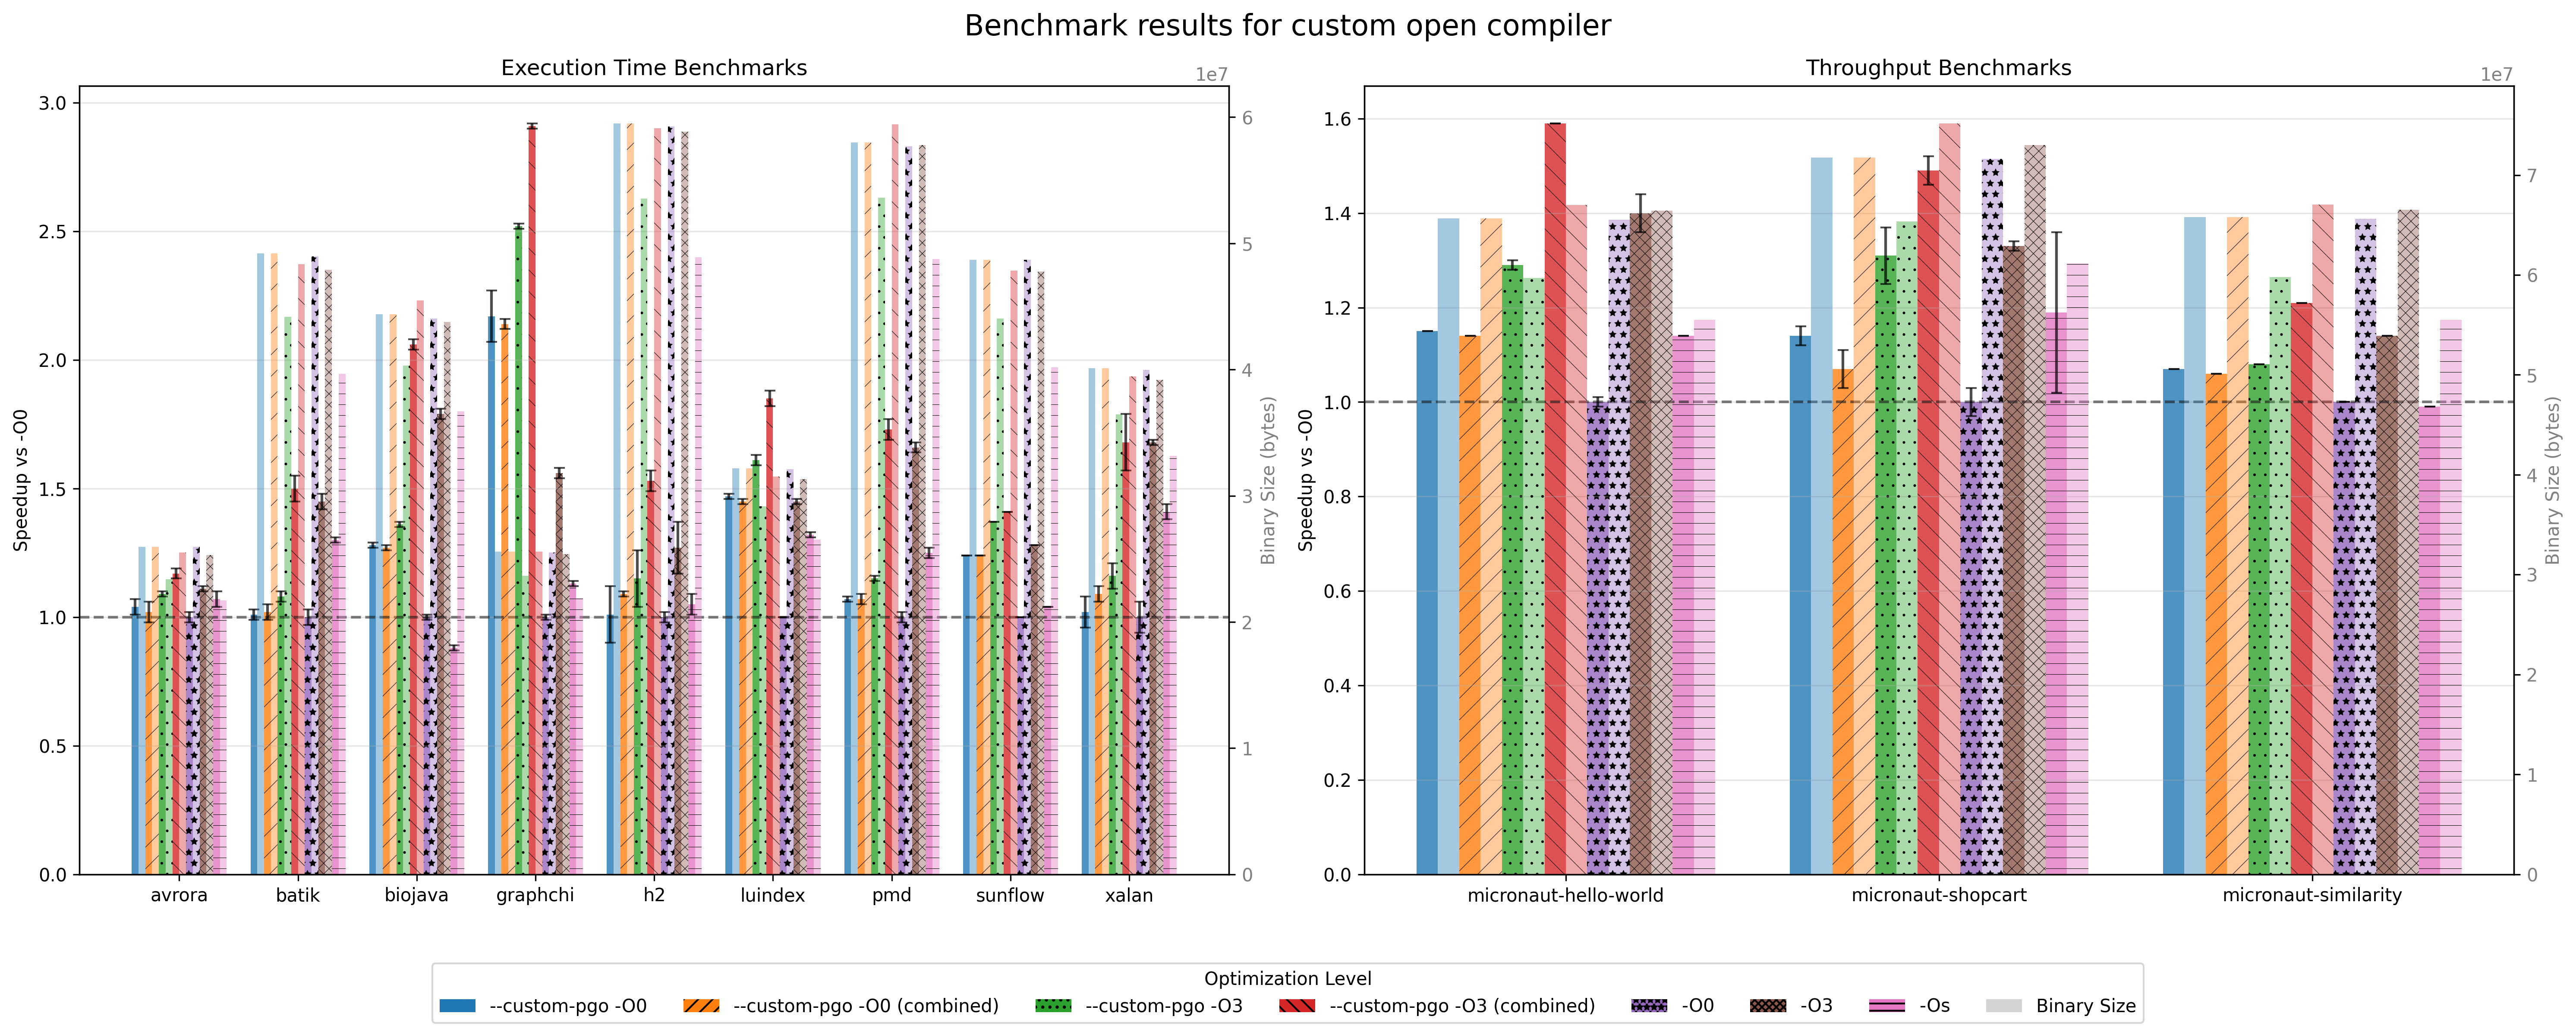 Benchmark results for custom open compiler
Execution Time Benchmarks
1e7
3.0
2.5
2.0
1.5
1.0
0.5
0.0
Speedup vs -O0
6
5
4
3
2
1
0
Binary Size (bytes)
avrora batik biojava graphchi h2 luindex pmd sunflow xalan
Throughput Benchmarks
1e7
1.6
1.4
1.2
1.0
0.8
0.6
0.4
0.2
0.0
Speedup vs -O0
7
6
5
4
3
2
1
0
Binary Size (bytes)
micronaut-hello-world micronaut-shopcart micronaut-similarity
Optimization Level
--custom-pgo -O0 --custom-pgo -O0 (combined) --custom-pgo -O3 --custom-pgo -O3 (combined) -O0 -O3 -Os Binary Size